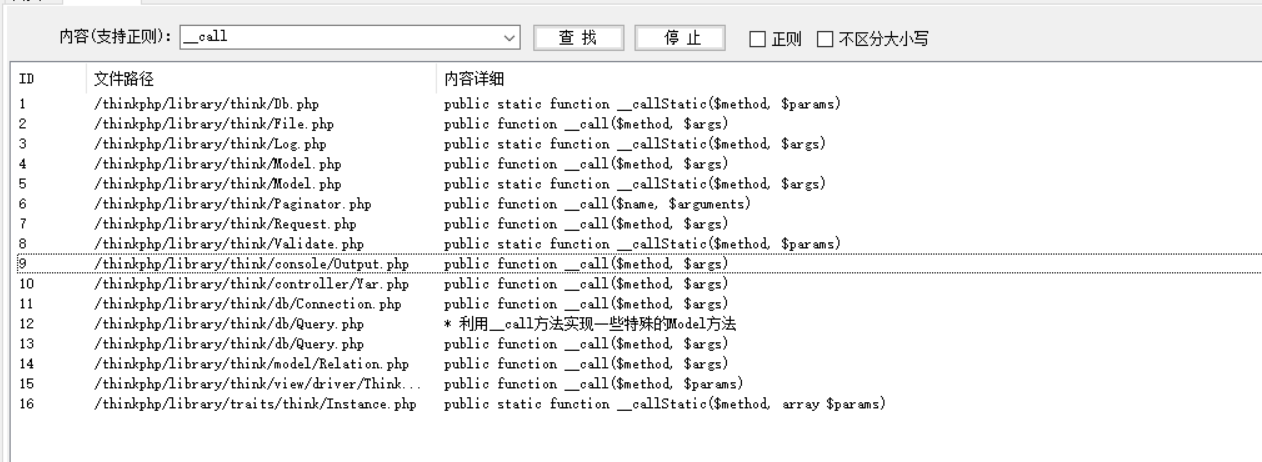 内容(支持正则): __call 查 找 停 止 正则 不区分大小写
ID 文件路径 内容详细
1 /thinkphp/library/think/Db.php public static function __callStatic($method, $params)
2 /thinkphp/library/think/File.php public function __call($method, $args)
3 /thinkphp/library/think/Log.php public static function __callStatic($method, $args)
4 /thinkphp/library/think/Model.php public function __call($method, $args)
5 /thinkphp/library/think/Model.php public static function __callStatic($method, $args)
6 /thinkphp/library/think/Paginator.php public function __call($name, $arguments)
7 /thinkphp/library/think/Request.php public function __call($method, $args)
8 /thinkphp/library/think/Validate.php public static function __callStatic($method, $params)
9 /thinkphp/library/think/console/Output.php public function __call($method, $args)
10 /thinkphp/library/think/controller/Yar.php public function __call($method, $args)
11 /thinkphp/library/think/db/Connection.php public function __call($method, $args)
12 /thinkphp/library/think/db/Query.php * 利用__call方法实现一些特殊的Model方法
13 /thinkphp/library/think/db/Query.php public function __call($method, $args)
14 /thinkphp/library/think/model/Relation.php public function __call($method, $args)
15 /thinkphp/library/think/view/driver/Think... public function __call($method, $params)
16 /thinkphp/library/traits/think/Instance.php public static function __callStatic($method, array $params)